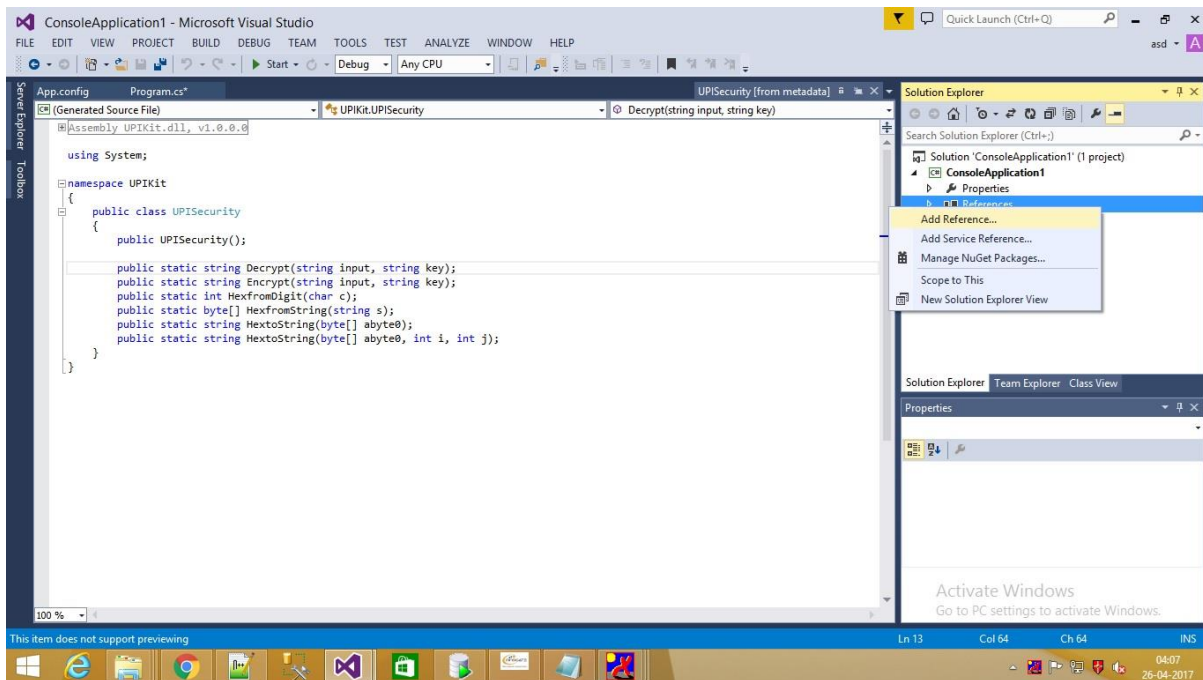 ConsoleApplication1 - Microsoft Visual Studio
Quick Launch (Ctrl+Q)
FILE EDIT VIEW PROJECT BUILD DEBUG TEAM TOOLS TEST ANALYZE WINDOW HELP
asd
A
Start
Debug
Any CPU
Server Explorer
Toolbox
App.config
Program.cs*
UPISecurity [from metadata]
(Generated Source File)
UPIKit.UPISecurity
Decrypt(string input, string key)
Assembly UPIKit.dll, v1.0.0.0
using System;
namespace UPIKit
{
public class UPISecurity
{
public UPISecurity();
public static string Decrypt(string input, string key);
public static string Encrypt(string input, string key);
public static int HexfromDigit(char c);
public static byte[] HexfromString(string s);
public static string HextoString(byte[] abyte0);
public static string HextoString(byte[] abyte0, int i, int j);
}
}
100 %
Solution Explorer
Search Solution Explorer (Ctrl+;)
Solution 'ConsoleApplication1' (1 project)
C# ConsoleApplication1
Properties
References
Add Reference...
Add Service Reference...
Manage NuGet Packages...
Scope to This
New Solution Explorer View
Solution Explorer Team Explorer Class View
Properties
Activate Windows
Go to PC settings to activate Windows.
This item does not support previewing
Ln 13 Col 64 Ch 64 INS
04:07
26-04-2017